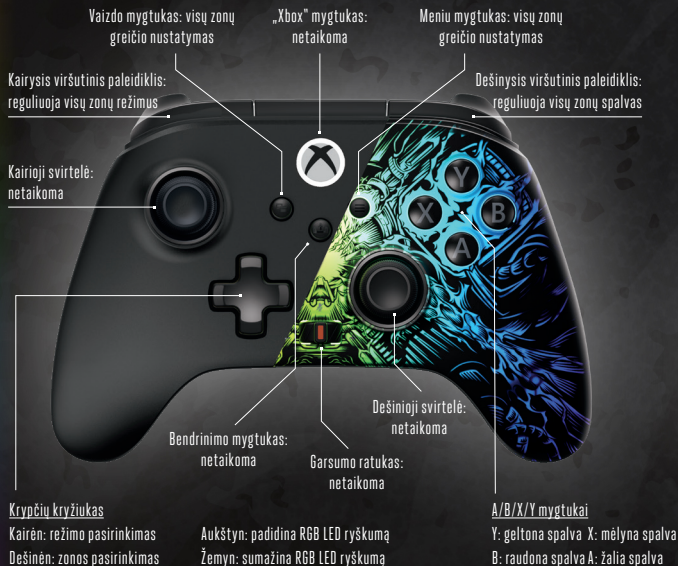 Vaizdo mygtukas: visų zonų
greičio nustatymas
„Xbox" mygtukas:
netaikoma
Meniu mygtukas: visų zonų
greičio nustatymas
Kairysis viršutinis paleidiklis:
reguliuoja visų zonų režimus
Dešinysis viršutinis paleidiklis:
reguliuoja visų zonų spalvas
Kairioji svirtelė:
netaikoma
Y
X
B
A
Dešinioji svirtelė:
netaikoma
Bendrinimo mygtukas:
netaikoma
Garsumo ratukas:
netaikoma
Krypčių kryžiukas
Kairėn: režimo pasirinkimas
Dešinėn: zonos pasirinkimas
Aukštyn: padidina RGB LED ryškumą
Žemyn: sumažina RGB LED ryškumą
A/B/X/Y mygtukai
Y: geltona spalva X: mėlyna spalva
B: raudona spalva A: žalia spalva